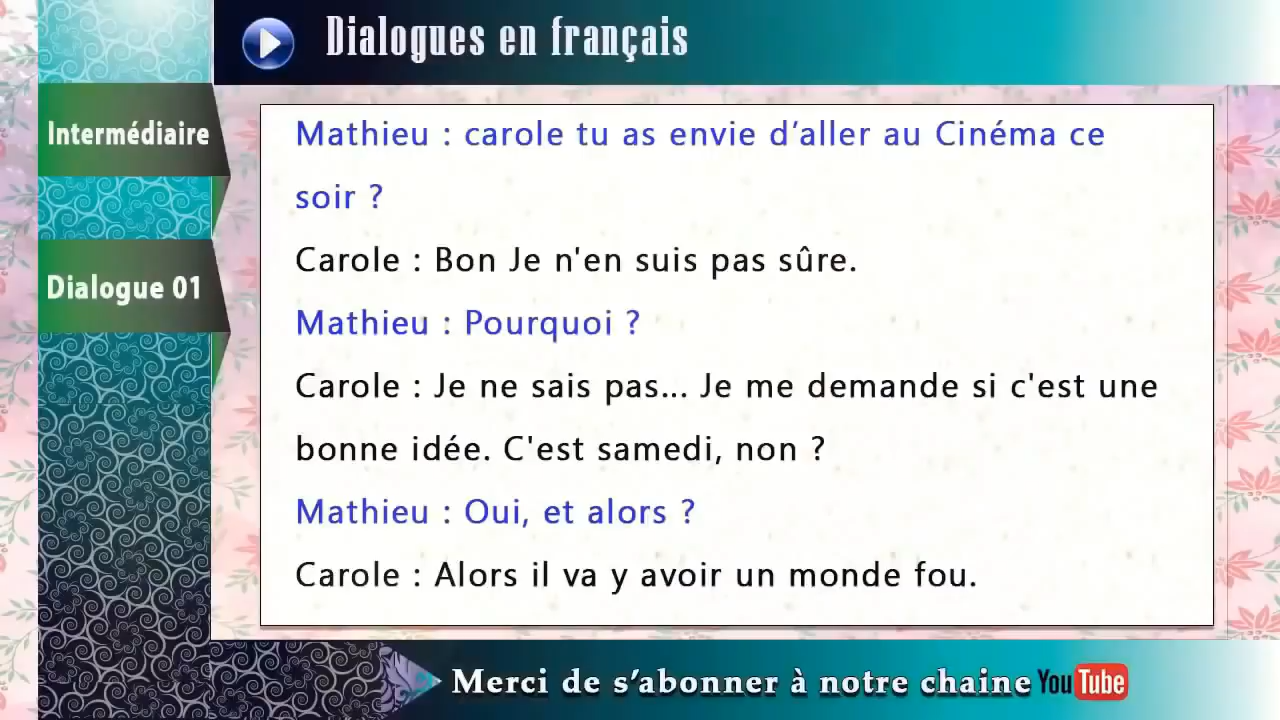 Dialogues en français
Intermédiaire
Dialogue 01
Mathieu : carole tu as envie d’aller au Cinéma ce
soir ?
Carole : Bon Je n'en suis pas sûre.
Mathieu : Pourquoi ?
Carole : Je ne sais pas... Je me demande si c'est une
bonne idée. C'est samedi, non ?
Mathieu : Oui, et alors ?
Carole : Alors il va y avoir un monde fou.
Merci de s’abonner à notre chaine YouTube